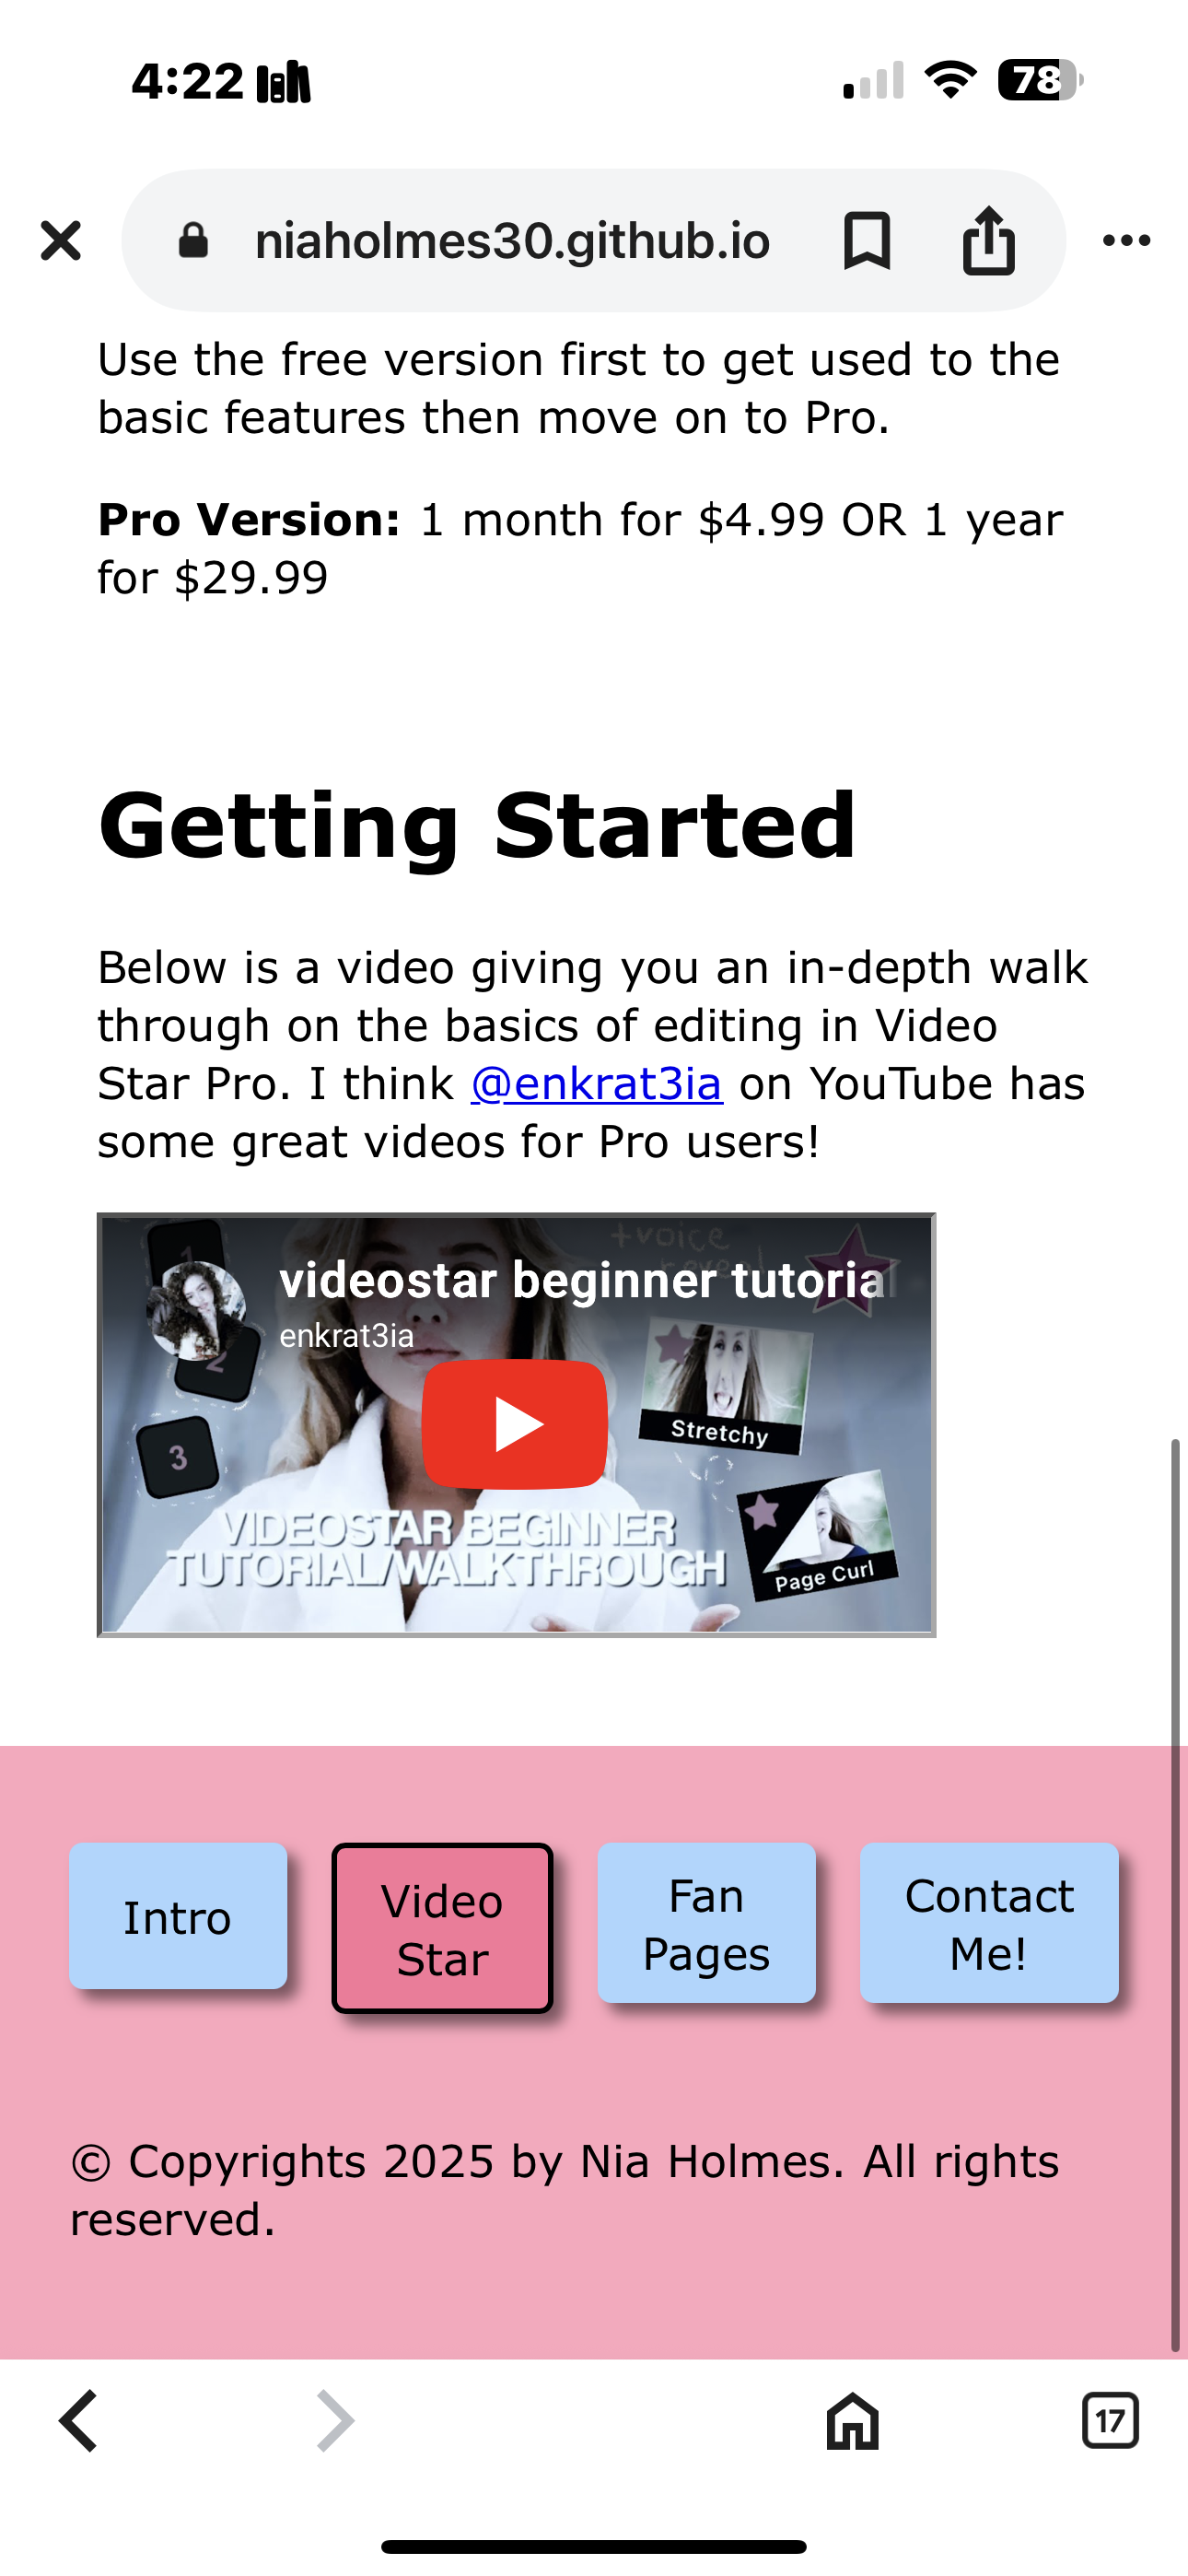 4:22
78
niaholmes30.github.io
Use the free version first to get used to the
basic features then move on to Pro.
Pro Version: 1 month for $4.99 OR 1 year
for $29.99
Getting Started
Below is a video giving you an in-depth walk
through on the basics of editing in Video
Star Pro. I think @enkrat3ia on YouTube has
some great videos for Pro users!
+voice
reveal
1
videostar beginner tutorial
enkrat3ia
2
Stretchy
3
VIDEOSTAR BEGINNER
TUTORIAL/WALKTHROUGH
Page Curl
Intro
Video
Star
Fan
Pages
Contact
Me!
© Copyrights 2025 by Nia Holmes. All rights
reserved.
17